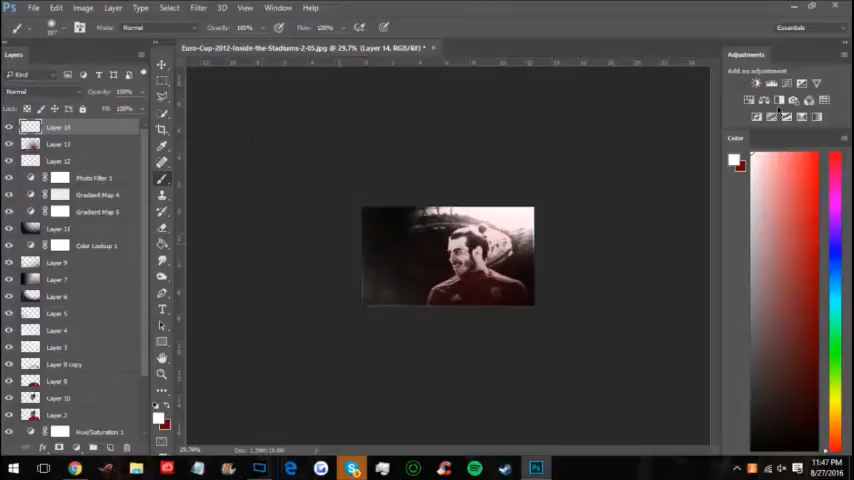 Ps File Edit Image Layer Type Select Filter 3D View Window Help
Mode: Normal Opacity: 100% Flow: 100% Essentials
Euro-Cup-2012-Inside-the-Stadiums-2-05.jpg @ 29.7% (Layer 14, RGB/8#) * ×
Layers
Kind
Normal Opacity: 100%
Lock: Fill: 100%
Layer 14
Layer 13
Layer 12
Photo Filter 1
Gradient Map 4
Gradient Map 5
Layer 11
Color Lookup 1
Layer 9
Layer 7
Layer 6
Layer 5
Layer 4
Layer 3
Layer 8 copy
Layer 8
Layer 10
Layer 2
Hue/Saturation 1
fx
Adjustments
Add an adjustment
Color
29.74%
11:47 PM
8/27/2016